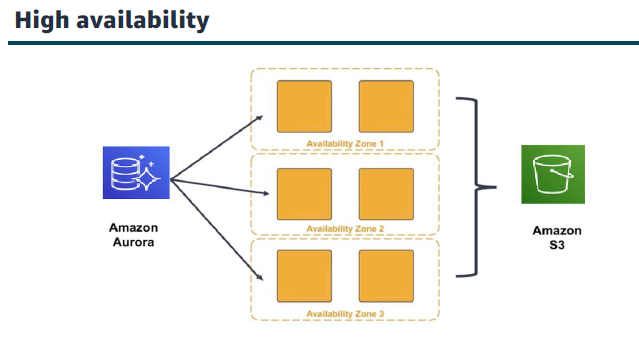 High availability
Availability Zone 1
Amazon
Aurora
Availability Zone 2
Amazon
S3
Availability Zone 3